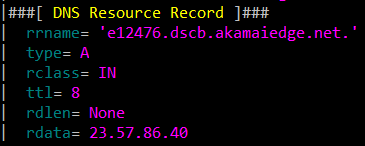 |###[ DNS Resource Record ]###
|  rrname= 'e12476.dscb.akamaiedge.net.'
|  type= A
|  rclass= IN
|  ttl= 8
|  rdlen= None
|  rdata= 23.57.86.40